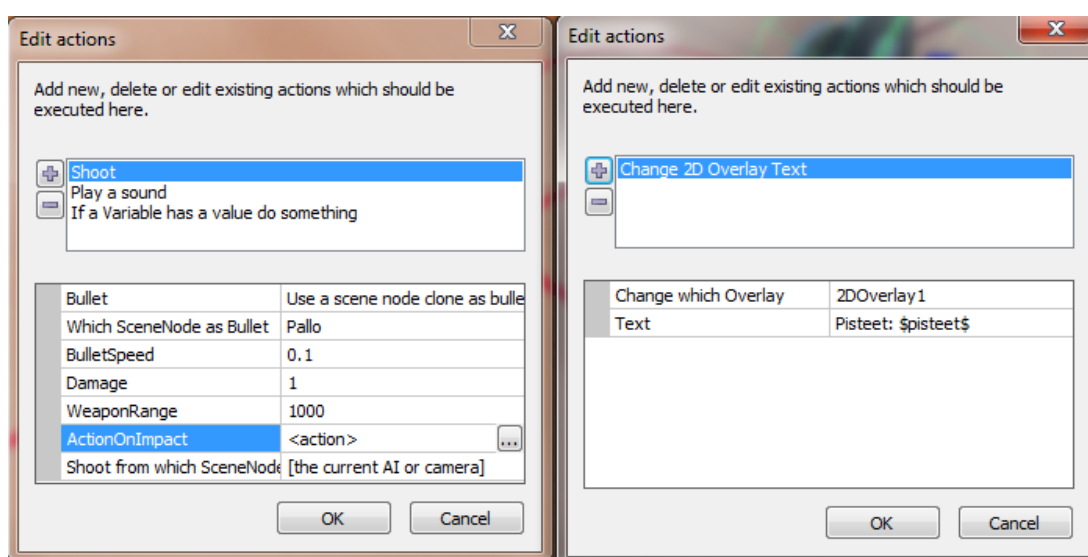 Edit actions
Add new, delete or edit existing actions which should be
executed here.
Shoot
Play a sound
If a Variable has a value do something
Bullet Use a scene node clone as bulle
Which SceneNode as Bullet Pallo
BulletSpeed 0.1
Damage 1
WeaponRange 1000
ActionOnImpact <action> ...
Shoot from which SceneNode [the current AI or camera]
OK Cancel
Edit actions
Add new, delete or edit existing actions which should be
executed here.
Change 2D Overlay Text
Change which Overlay 2DOverlay1
Text Pisteet: $pisteet$
OK Cancel